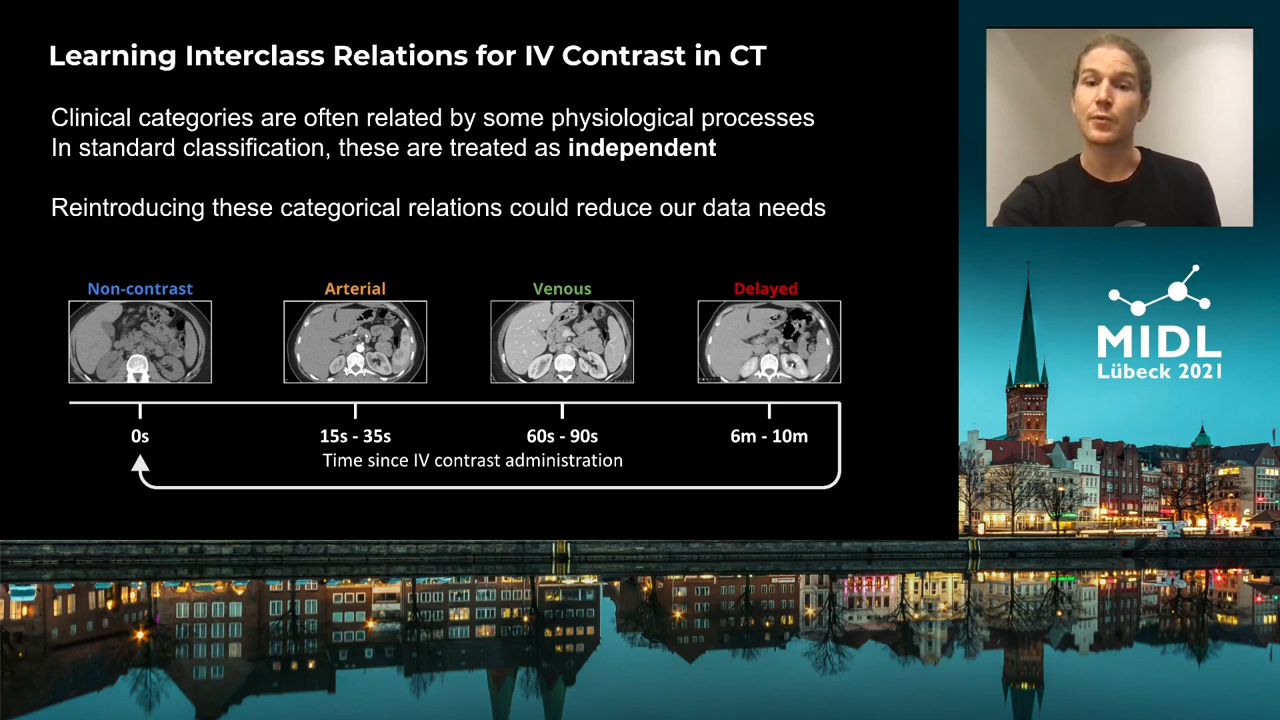 Learning Interclass Relations for IV Contrast in CT
Clinical categories are often related by some physiological processes
In standard classification, these are treated as independent
Reintroducing these categorical relations could reduce our data needs
Non-contrast Arterial Venous Delayed
0s 15s - 35s 60s - 90s 6m - 10m
Time since IV contrast administration
MIDL
Lübeck 2021